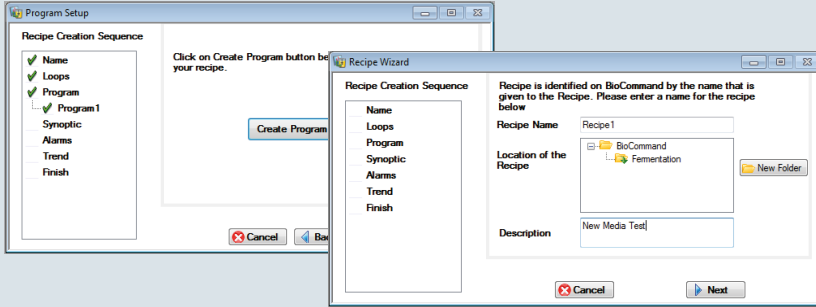 Program Setup
Recipe Creation Sequence
Name
Loops
Program
Program1
Synoptic
Alarms
Trend
Finish
Click on Create Program button be
your recipe.
Create Program
Cancel
Ba
Recipe Wizard
Recipe Creation Sequence
Name
Loops
Program
Synoptic
Alarms
Trend
Finish
Recipe is identified on BioCommand by the name that is
given to the Recipe. Please enter a name for the recipe
below
Recipe Name
Recipe1
Location of the
Recipe
BioCommand
Fermentation
New Folder
Description
New Media Test
Cancel
Next